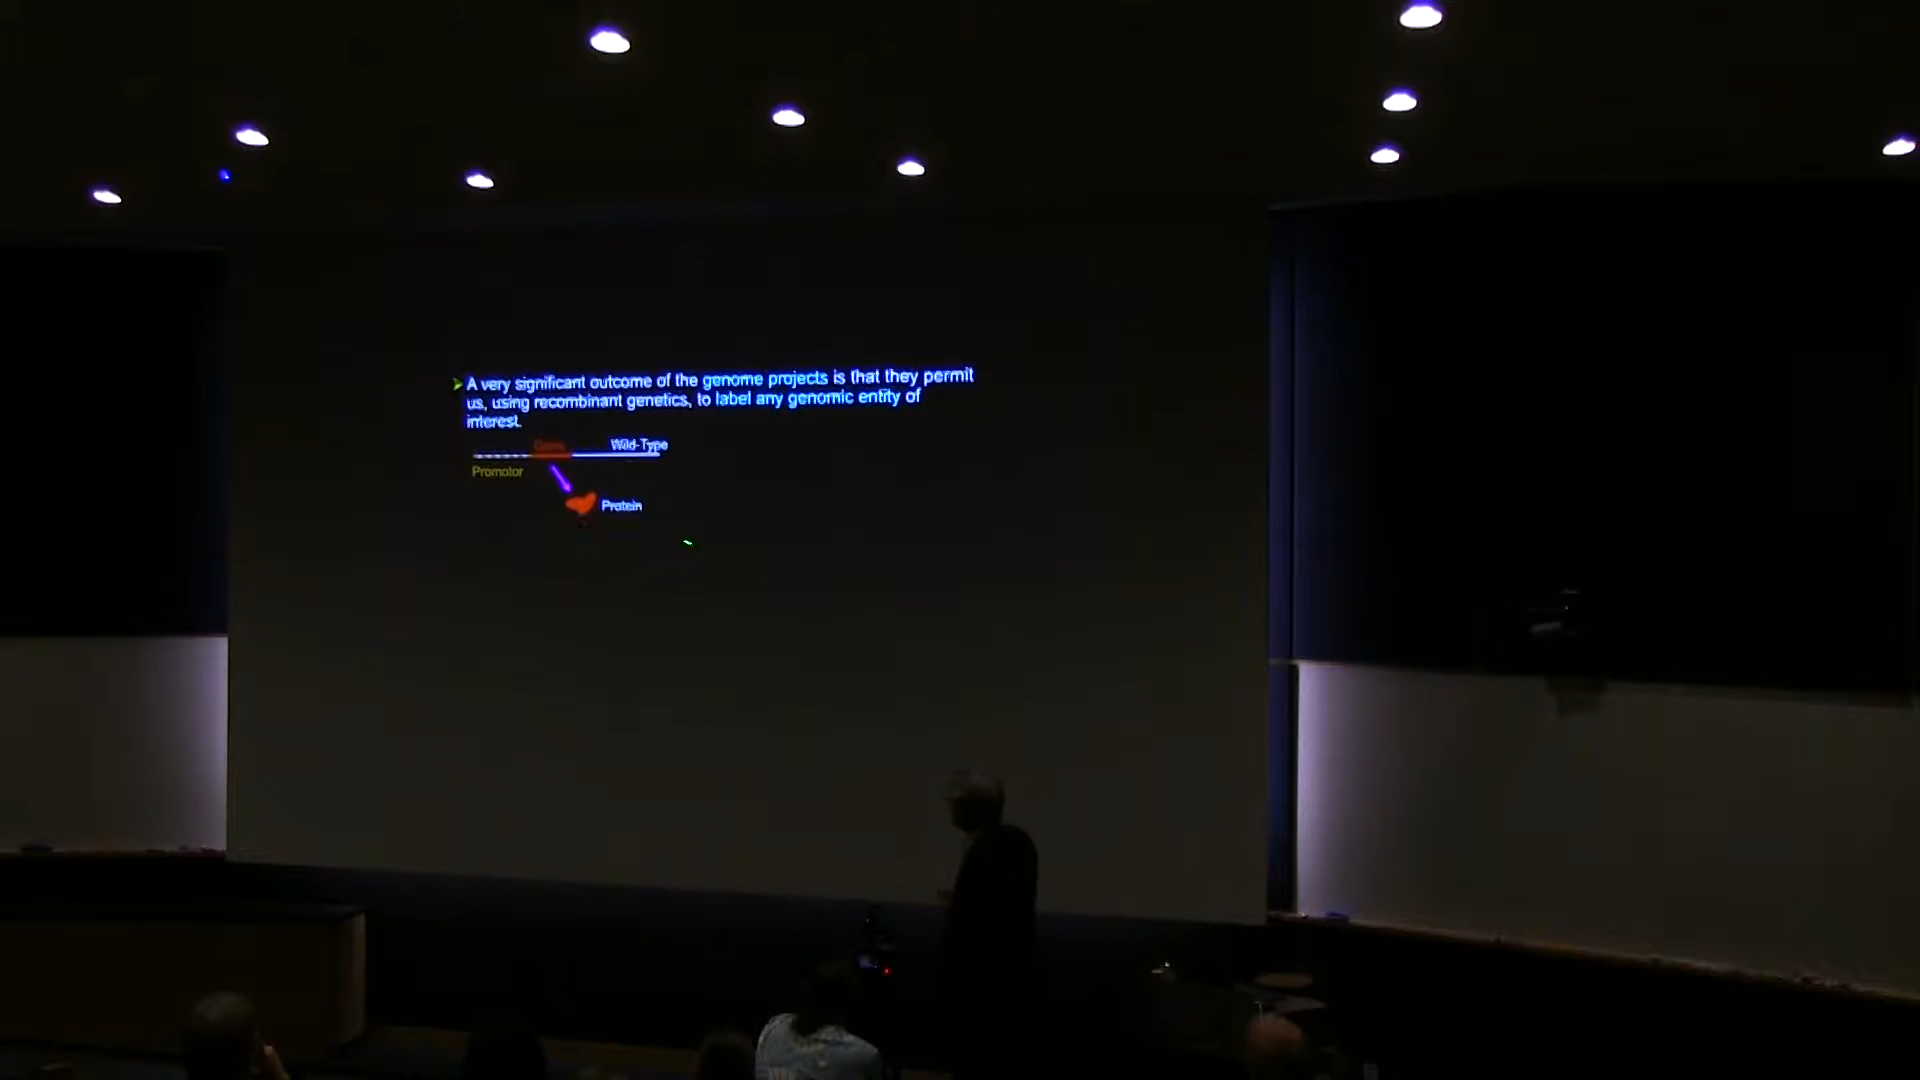 A very significant outcome of the genome projects is that they permit
us, using recombinant genetics, to label any genomic entity of
interest.
Gene Wild-Type
Promotor
Protein